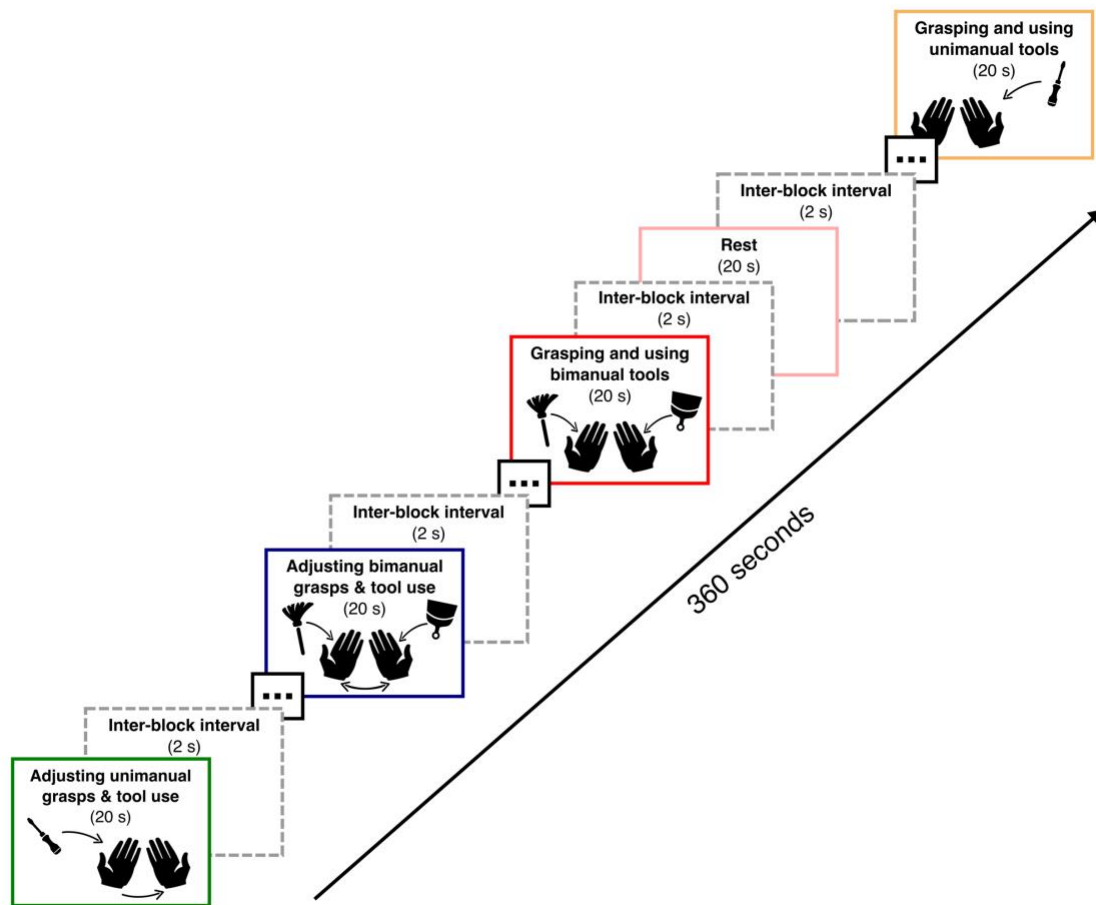 Grasping and using
unimanual tools
(20 s)
...
Inter-block interval
(2 s)
Rest
(20 s)
Inter-block interval
(2 s)
Grasping and using
bimanual tools
(20 s)
...
Inter-block interval
(2 s)
Adjusting bimanual
grasps & tool use
(20 s)
...
Inter-block interval
(2 s)
Adjusting unimanual
grasps & tool use
(20 s)
360 seconds